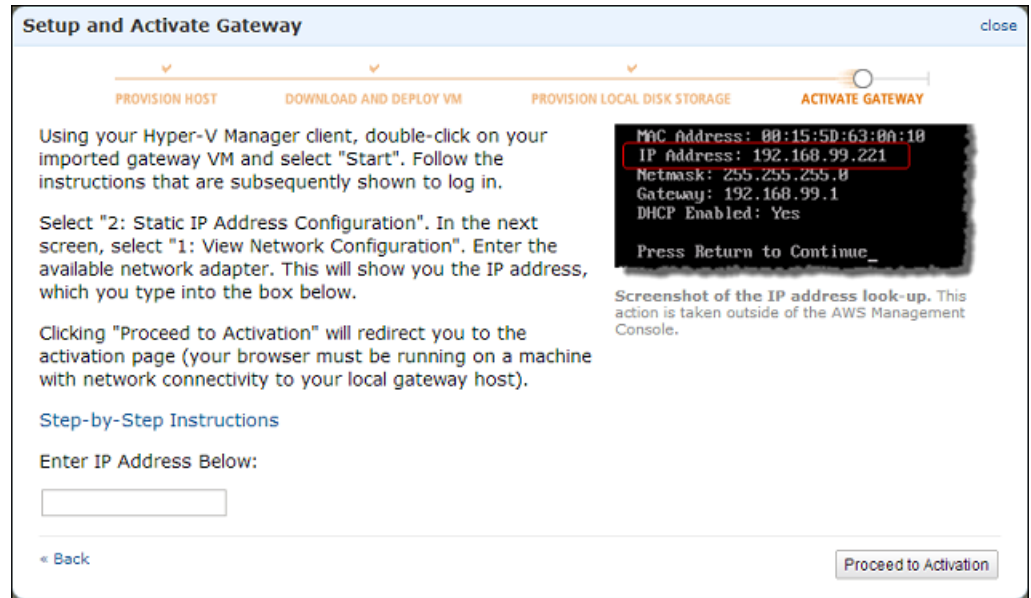 Setup and Activate Gateway
close
PROVISION HOST
DOWNLOAD AND DEPLOY VM
PROVISION LOCAL DISK STORAGE
ACTIVATE GATEWAY
Using your Hyper-V Manager client, double-click on your
imported gateway VM and select "Start". Follow the
instructions that are subsequently shown to log in.
Select "2: Static IP Address Configuration". In the next
screen, select "1: View Network Configuration". Enter the
available network adapter. This will show you the IP address,
which you type into the box below.
Clicking "Proceed to Activation" will redirect you to the
activation page (your browser must be running on a machine
with network connectivity to your local gateway host).
Step-by-Step Instructions
Enter IP Address Below:
MAC Address: 00:15:5D:63:0A:10
IP Address: 192.168.99.221
Netmask: 255.255.255.0
Gateway: 192.168.99.1
DHCP Enabled: Yes
Press Return to Continue_
Screenshot of the IP address look-up. This
action is taken outside of the AWS Management
Console.
« Back
Proceed to Activation